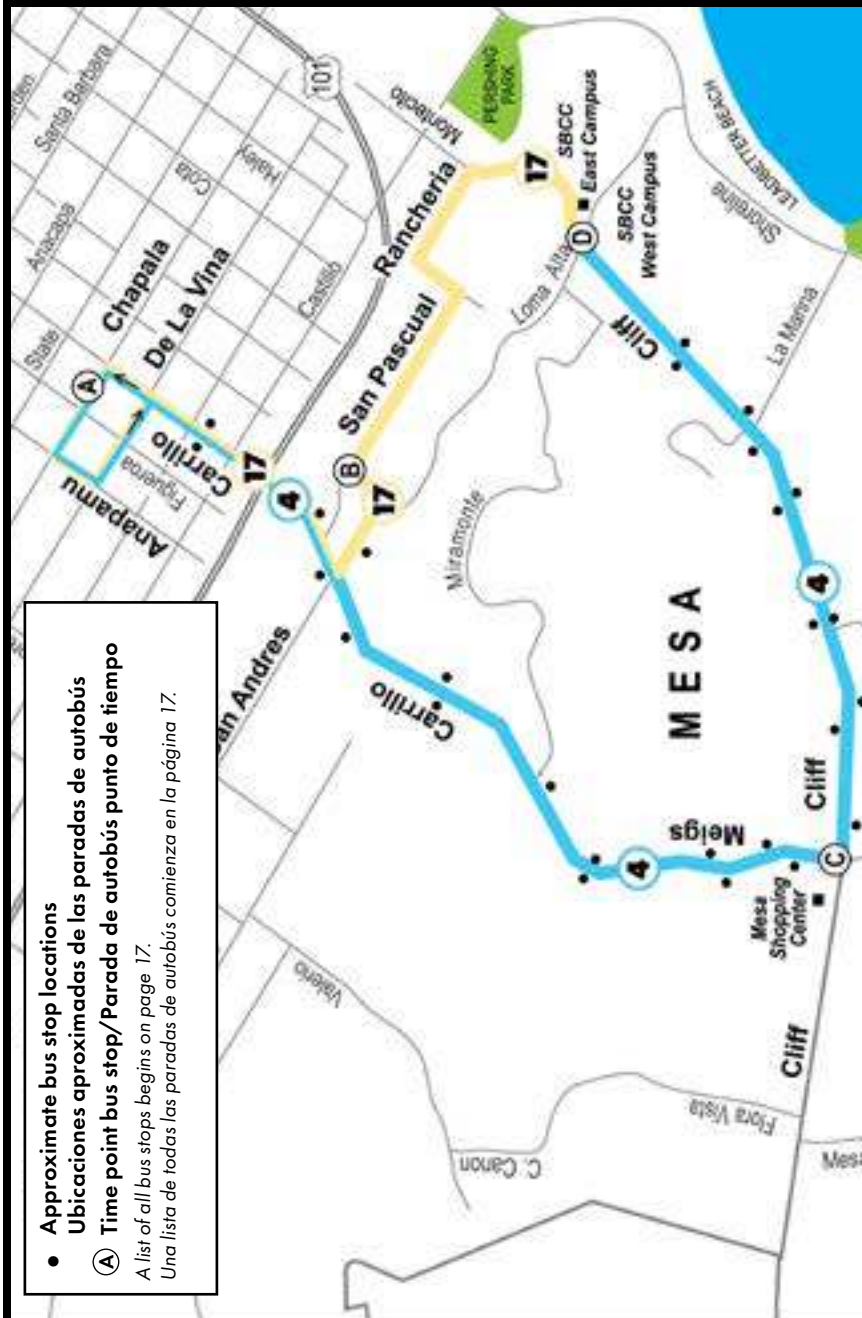 • Approximate bus stop locations
Ubicaciones aproximadas de las paradas de autobús
Ⓐ Time point bus stop/Parada de autobús punto de tiempo
A list of all bus stops begins on page 17.
Una lista de todas las paradas de autobús comienza en la página 17.
Santa Barbara
Anacapa
State
Chapala
De La Vina
Cota
Haley
Castillo
101
Montecito
A
Anapamu
Figueroa
Carrillo
17
4
B
17
San Pascual
Rancheria
PERSHING
PARK
17
SBCC
East Campus
D
SBCC
West Campus
Loma Alta
Shoreline
LEADBETTER BEACH
La Marina
Cliff
an Andres
Carrillo
Miramonte
MESA
4
Cliff
Meigs
4
C
Mesa
Shopping
Center
Cliff
Valerio
Flora Vista
C. Canon
Mes